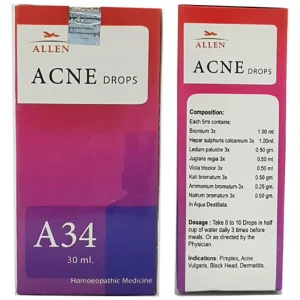 ALLEN
ACNE DROPS
A34
30 ml.
Homoeopathic Medicine
ALLEN
ACNE DROPS
Composition:
Each 5ml contains:
Bromium 3x 1.00 ml.
Hepar sulphuris calcareum 3x 1.00ml.
Ledum palustre 3x 0.50 gm.
Juglans regia 3x 0.50 ml.
Viola tricolor 3x 0.50 ml.
Kali bromatum 3x 0.50 gm.
Ammonium bromatum 3x 0.25 gm.
Natrum bromatum 3x 0.50 gm.
In Aqua Destillata.
Dosage : Take 8 to 10 Drops in half
cup of water daily 3 times before
meals. Or as directed by the
Physician.
Indications: Pimples, Acne
Vulgaris, Black Head, Dermatitis.